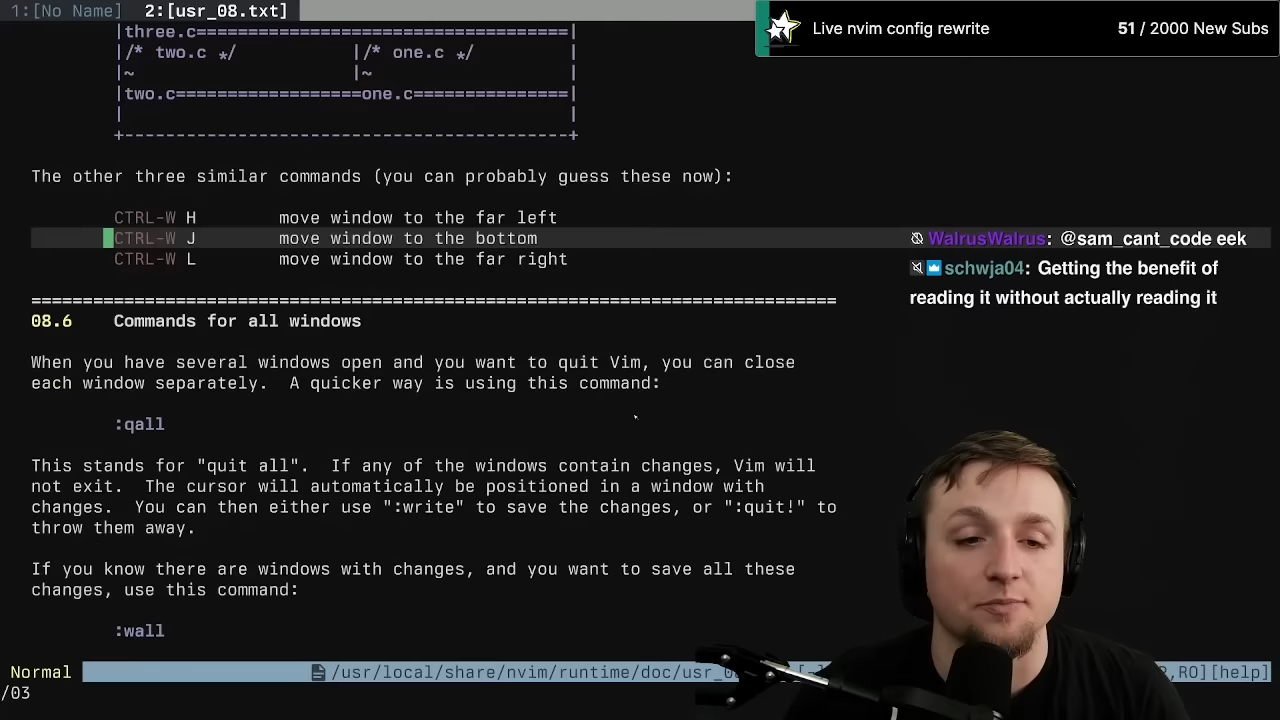 1:[No Name]  2:[usr_08.txt]
Live nvim config rewrite
51 / 2000 New Subs
|three.c=====================================|
|/* two.c */           |/* one.c */          |
|~                     |~                    |
|two.c==================one.c===============|
|                                            |
+--------------------------------------------+
The other three similar commands (you can probably guess these now):
CTRL-W H        move window to the far left
CTRL-W J        move window to the bottom
CTRL-W L        move window to the far right
WalrusWalrus: @sam_cant_code eek
schwja04: Getting the benefit of
reading it without actually reading it
==============================================================================
08.6    Commands for all windows
When you have several windows open and you want to quit Vim, you can close
each window separately.  A quicker way is using this command:
:qall
This stands for "quit all".  If any of the windows contain changes, Vim will
not exit.  The cursor will automatically be positioned in a window with
changes.  You can then either use ":write" to save the changes, or ":quit!" to
throw them away.
If you know there are windows with changes, and you want to save all these
changes, use this command:
:wall
Normal
/usr/local/share/nvim/runtime/doc/usr_0
[-]
,RO][help]
/03